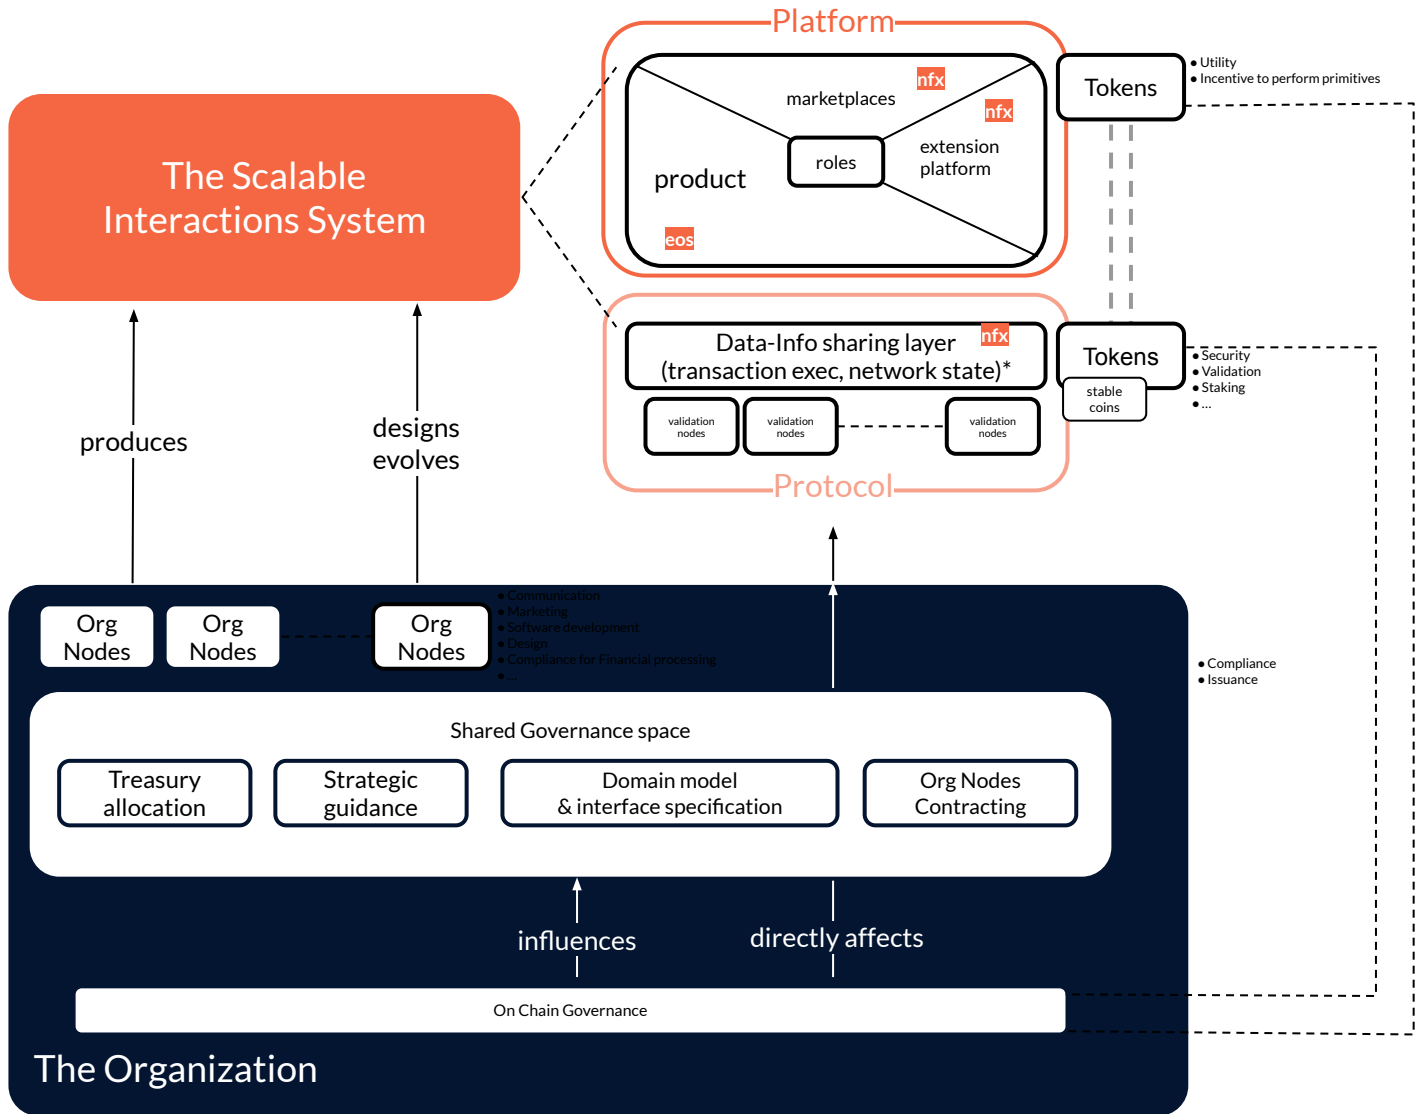 Platform
nfx
marketplaces
nfx
roles
extension
platform
product
eos
Tokens
● Utility
● Incentive to perform primitives
The Scalable
Interactions System
nfx
Data-Info sharing layer
(transaction exec, network state)*
validation
nodes
validation
nodes
validation
nodes
Protocol
Tokens
stable
coins
● Security
● Validation
● Staking
● ...
produces
designs
evolves
Org
Nodes
Org
Nodes
Org
Nodes
● Communication
● Marketing
● Software development
● Design
● Compliance for Financial processing
● ...
● Compliance
● Issuance
Shared Governance space
Treasury
allocation
Strategic
guidance
Domain model
& interface specification
Org Nodes
Contracting
influences
directly affects
On Chain Governance
The Organization